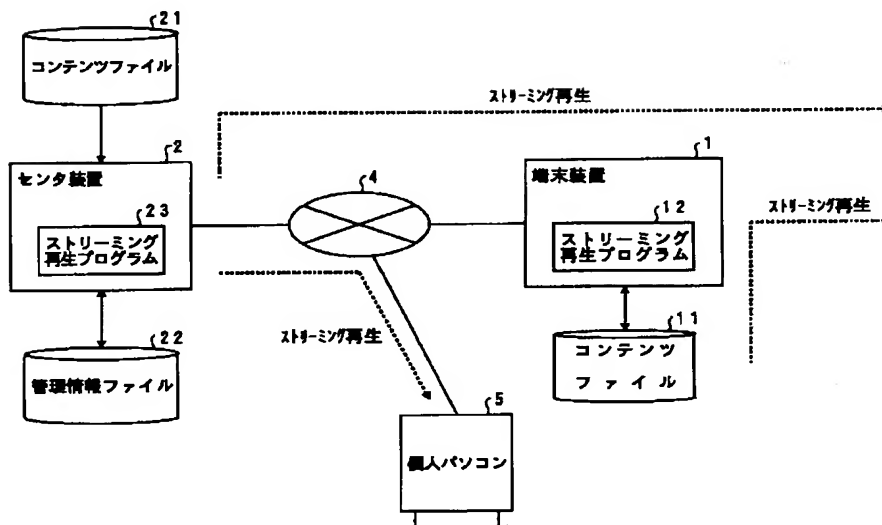 21
コンテンツファイル
ストリーミング再生
2
センタ装置
23
ストリーミング
再生プログラム
4
1
端末装置
12
ストリーミング
再生プログラム
ストリーミング再生
22
管理情報ファイル
ストリーミング再生
11
コンテンツ
ファイル
5
個人パソコン